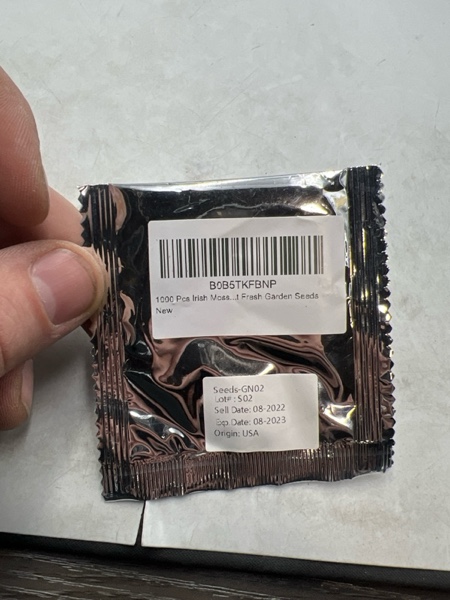 B0B5TKFBNP
1000 Pcs Irish Moss...t Fresh Garden Seeds
New
Seeds-GN02
Lot# : S02
Sell Date: 08-2022
Exp Date: 08-2023
Origin: USA